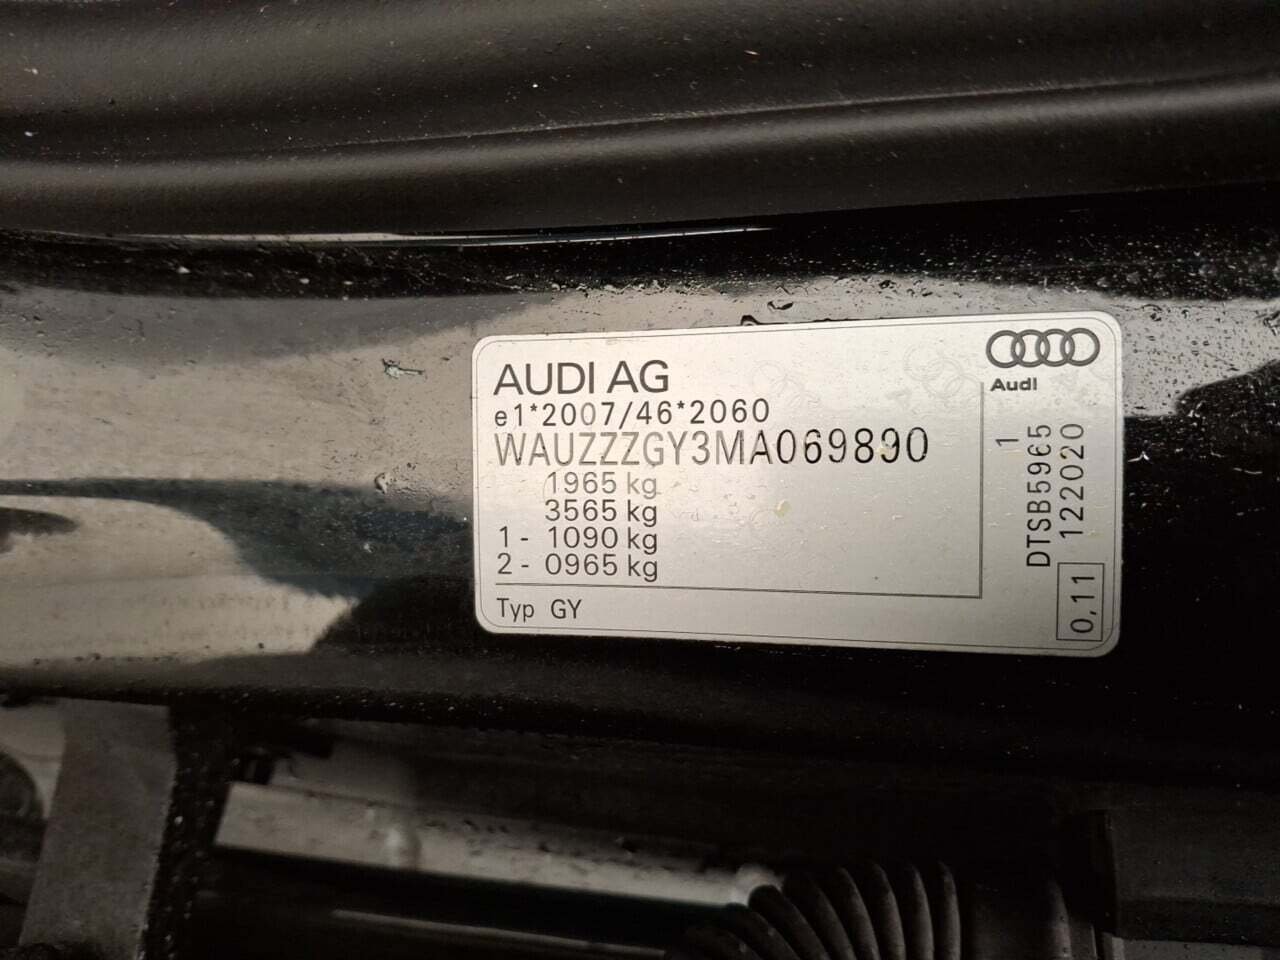 AUDI AG
e1*2007/46*2060
WAUZZZGY3MA069890
1965 kg
3565 kg
1 - 1090 kg
2 - 0965 kg
Typ GY
Audi
1
DTSB5965
122020
0,11